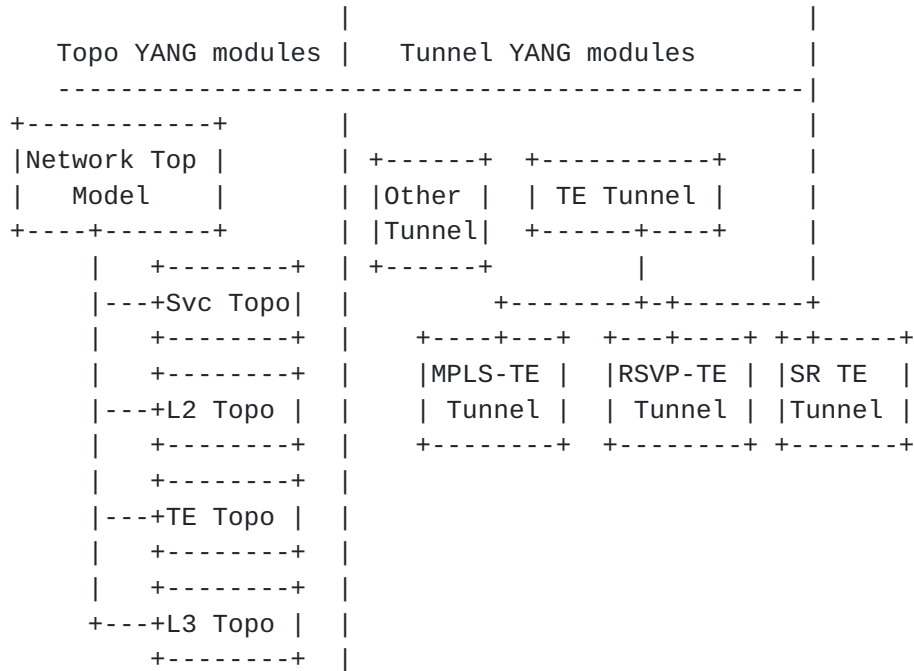 Topo YANG modules | Tunnel YANG modules
Network Top
Model
Other
Tunnel
TE Tunnel
Svc Topo
L2 Topo
TE Topo
L3 Topo
MPLS-TE
Tunnel
RSVP-TE
Tunnel
SR TE
Tunnel